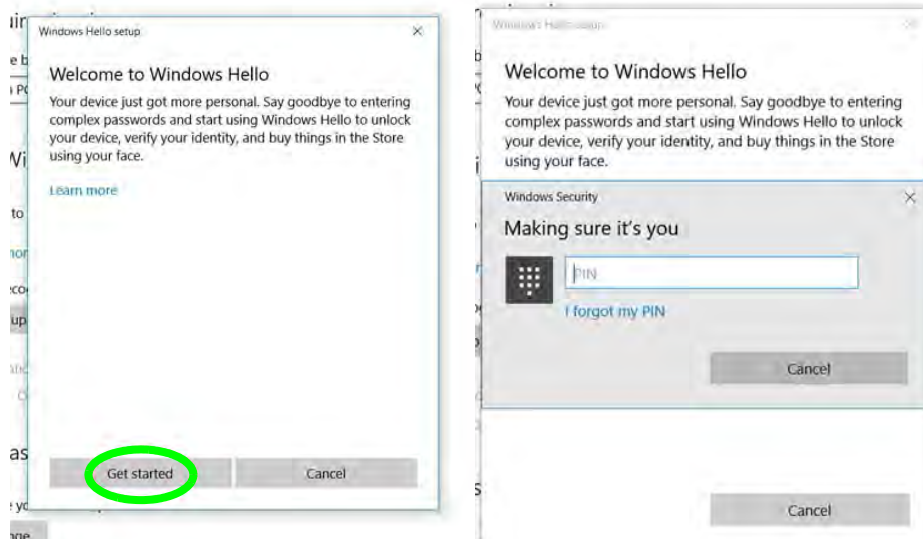 Windows Hello setup
Welcome to Windows Hello
Your device just got more personal. Say goodbye to entering
complex passwords and start using Windows Hello to unlock
your device, verify your identity, and buy things in the Store
using your face.
Learn more
Get started
Cancel
Windows Hello setup
Welcome to Windows Hello
Your device just got more personal. Say goodbye to entering
complex passwords and start using Windows Hello to unlock
your device, verify your identity, and buy things in the Store
using your face.
Windows Security
Making sure it's you
PIN
I forgot my PIN
Cancel
Cancel